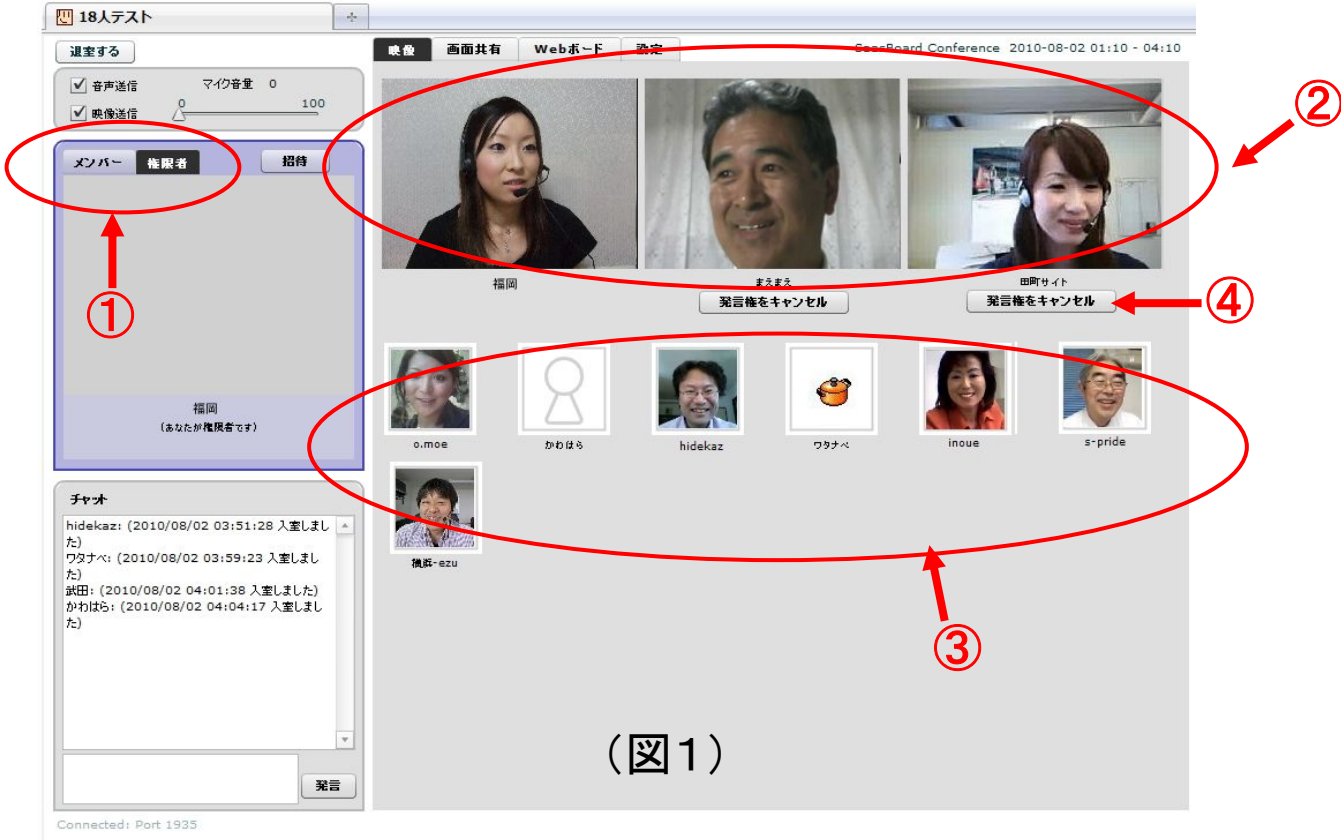 18人テスト
退室する
映像 画面共有 Webボード 設定
Conference 2010-08-02 01:10 - 04:10
音声送信 マイク音量 0
映像送信 0 100
②
メンバー 権限者 招待
①
福岡
まえまえ
田町サイト
発言権をキャンセル
発言権をキャンセル
④
福岡
(あなたが権限者です)
o.moe
かわはら
hidekaz
ワタナベ
inoue
s-pride
横浜-ezu
③
チャット
hidekaz: (2010/08/02 03:51:28 入室しまし
た)
ワタナベ: (2010/08/02 03:59:23 入室しまし
た)
武田: (2010/08/02 04:01:38 入室しました)
かわはら: (2010/08/02 04:04:17 入室しまし
た)
発言
(図1)
Connected: Port 1935